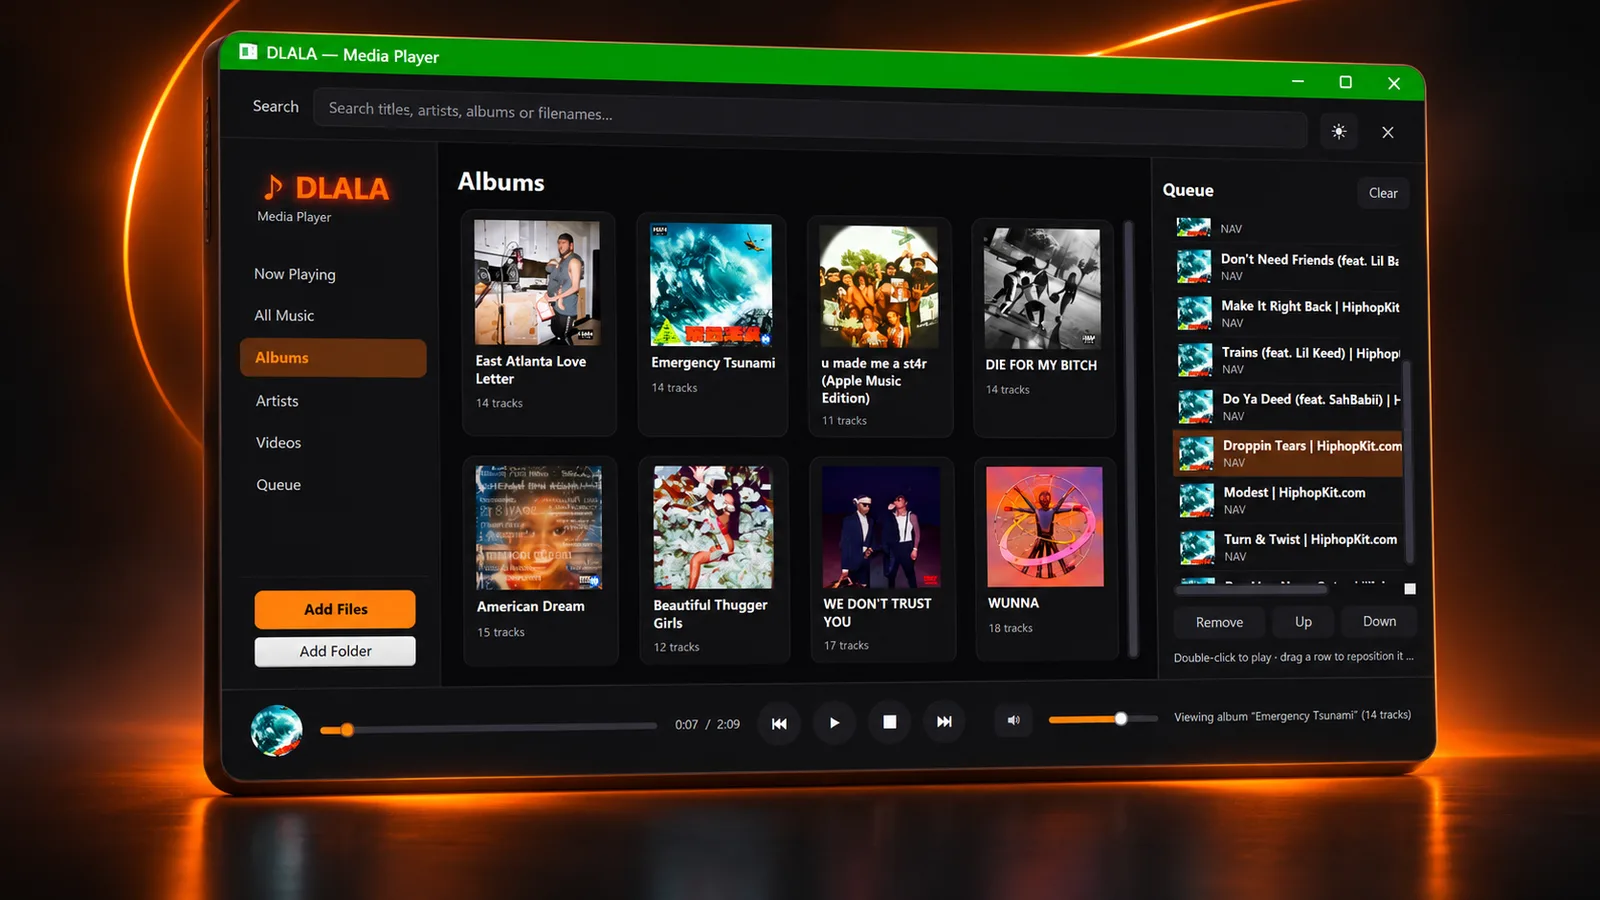 DLALA — Media Player
Search
Search titles, artists, albums or filenames...
DLALA
Media Player
Now Playing
All Music
Albums
Artists
Videos
Queue
Add Files
Add Folder
Albums
East Atlanta Love
Letter
14 tracks
Emergency Tsunami
14 tracks
u made me a st4r
(Apple Music
Edition)
11 tracks
DIE FOR MY BITCH
14 tracks
American Dream
15 tracks
Beautiful Thugger
Girls
12 tracks
WE DON'T TRUST
YOU
17 tracks
WUNNA
18 tracks
Queue
Clear
NAV
Don't Need Friends (feat. Lil Ba
NAV
Make It Right Back | HiphopKit
NAV
Trains (feat. Lil Keed) | Hiphopl
NAV
Do Ya Deed (feat. SahBabii) | H
NAV
Droppin Tears | HiphopKit.com
NAV
Modest | HiphopKit.com
NAV
Turn & Twist | HiphopKit.com
NAV
Remove
Up
Down
Double-click to play · drag a row to reposition it ...
0:07 / 2:09
Viewing album “Emergency Tsunami” (14 tracks)